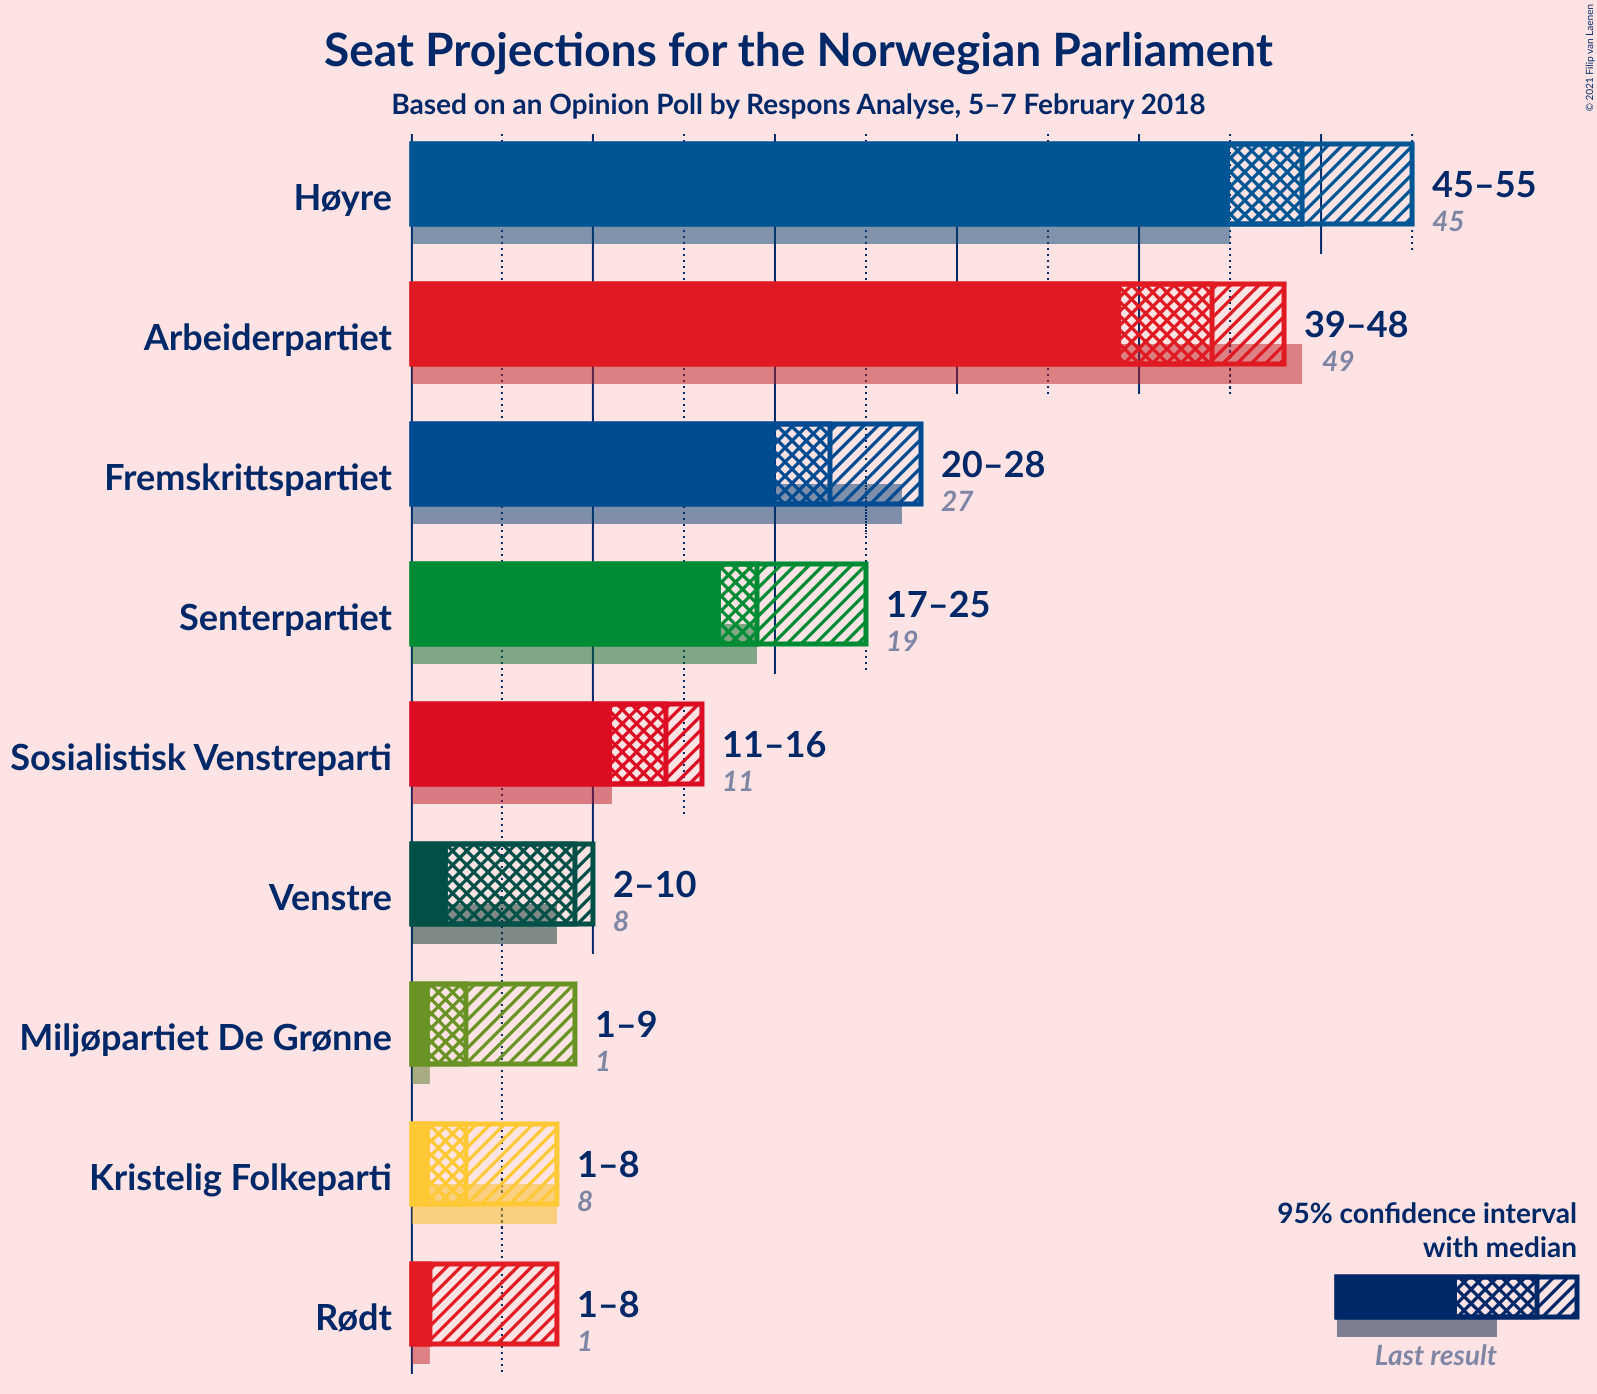 Seat Projections for the Norwegian Parliament
Based on an Opinion Poll by Respons Analyse, 5–7 February 2018
© 2021 Filip van Laenen
Høyre
45–55
45
Arbeiderpartiet
39–48
49
Fremskrittspartiet
20–28
27
Senterpartiet
17–25
19
Sosialistisk Venstreparti
11–16
11
Venstre
2–10
8
Miljøpartiet De Grønne
1–9
1
Kristelig Folkeparti
1–8
8
Rødt
1–8
1
95% confidence interval
with median
Last result